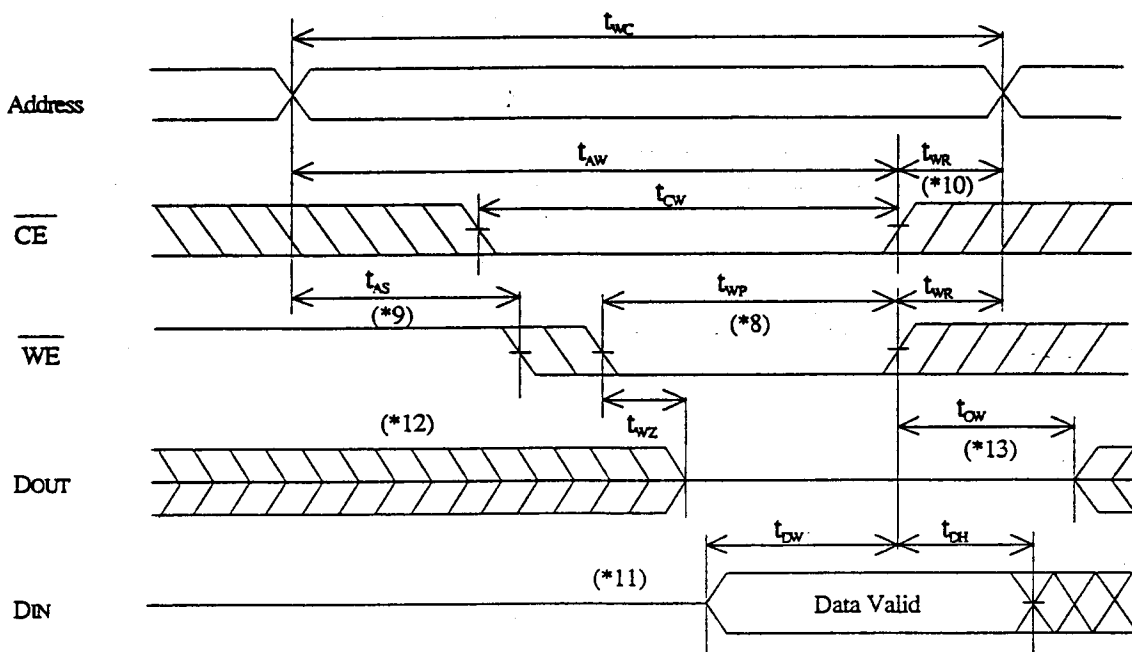 tWC
Address
tAW
tWR
(*10)
tCW
CE
tAS
(*9)
tWP
(*8)
tWR
WE
tWZ
(*12)
tOW
(*13)
DOUT
tDW
tDH
(*11)
DIN
Data Valid